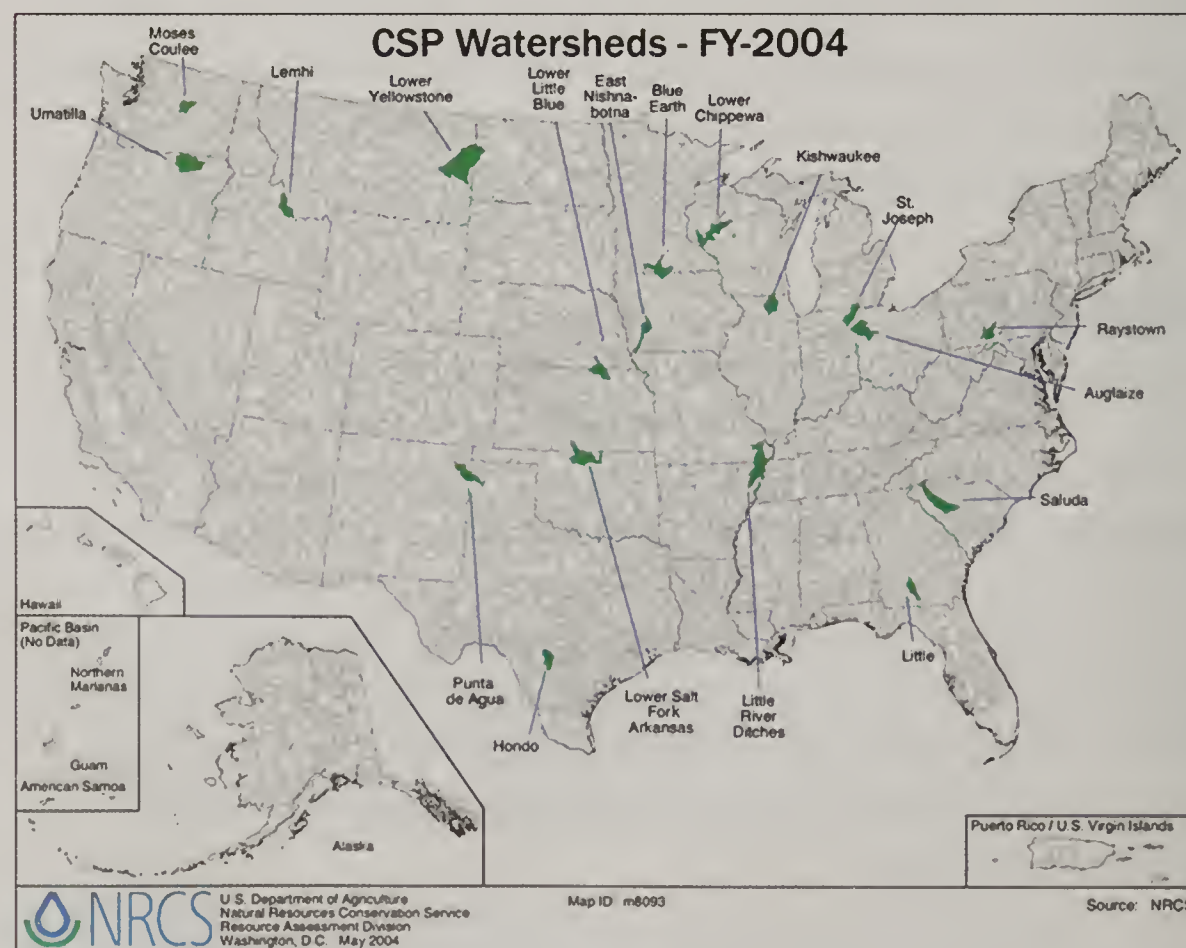 CSP Watersheds - FY-2004
Moses
Coulee
Lemhi
Lower
Yellowstone
Lower
Little
Blue
East
Nishna-
botna
Blue
Earth
Lower
Chippewa
Umatilla
Kishwaukee
St.
Joseph
Raystown
Auglaize
Saluda
Little
Little
River
Ditches
Lower Salt
Fork
Arkansas
Punta
de Agua
Hondo
Hawaii
Pacific Basin
(No Data)
Northern
Marianas
Guam
American Samoa
Alaska
Puerto Rico / U.S. Virgin Islands
NRCS
U.S. Department of Agriculture
Natural Resources Conservation Service
Resource Assessment Division
Washington, D.C. May 2004
Map ID m8093
Source: NRCS